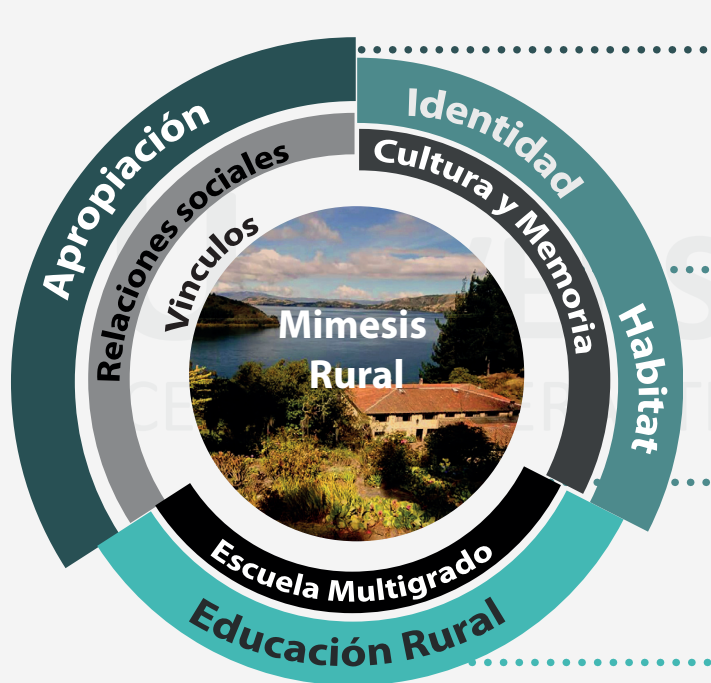 Apropiación
Relaciones sociales
Vinculos
Identidad
Habitat
Cultura y Memoria
Mimesis
Rural
Escuela Multigrado
Educación Rural